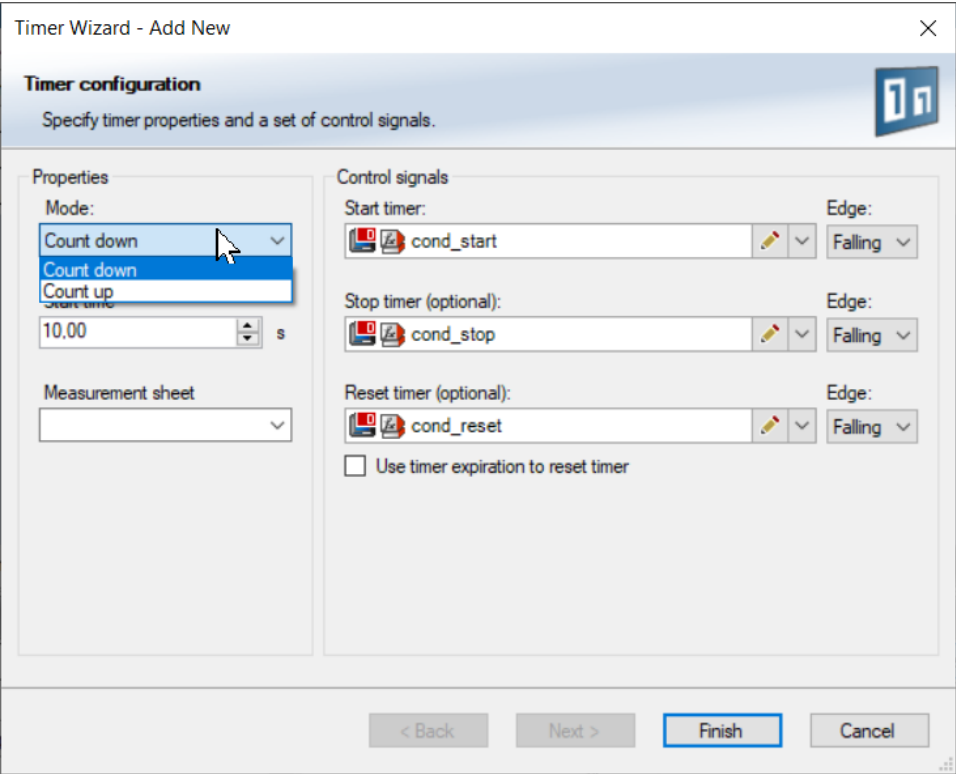 Timer Wizard - Add New
Timer configuration
Specify timer properties and a set of control signals.
Properties
Mode:
Count down
Count down
Count up
Start time
10,00 s
Measurement sheet
Control signals
Start timer:
Edge:
cond_start
Falling
Stop timer (optional):
Edge:
cond_stop
Falling
Reset timer (optional):
Edge:
cond_reset
Falling
Use timer expiration to reset timer
< Back
Next >
Finish
Cancel